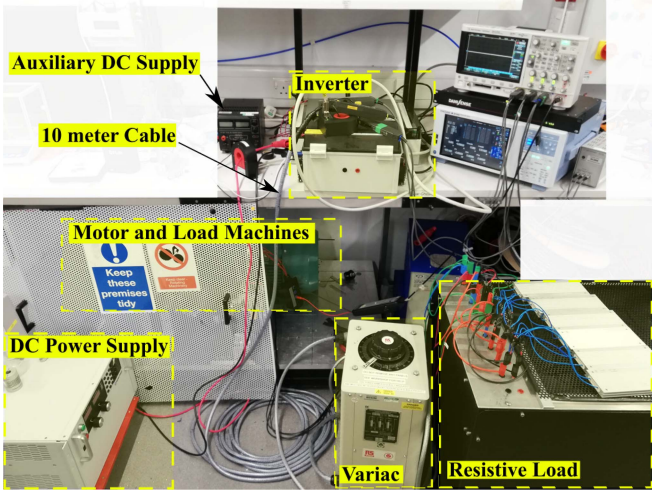 Auxiliary DC Supply
Inverter
10 meter Cable
Motor and Load Machines
Keep
these
premises
tidy
DC Power Supply
Variac
Resistive Load